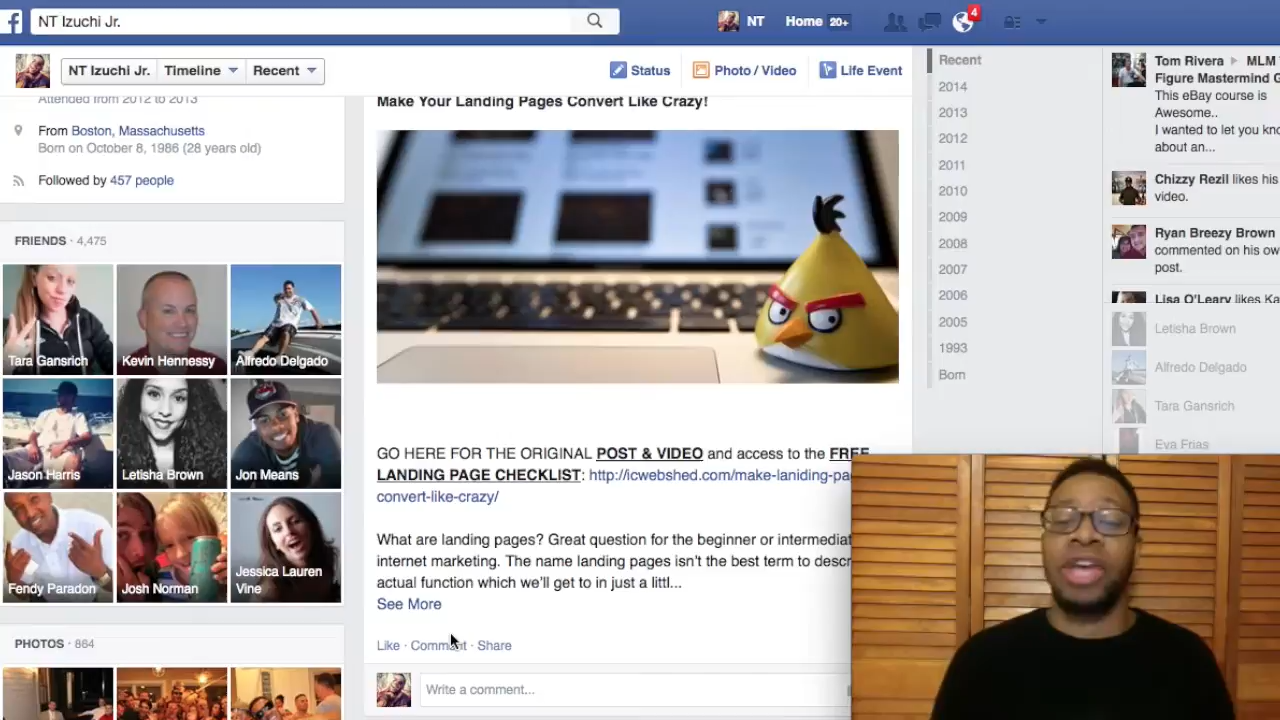 NT Izuchi Jr.
NT
Home 20+
4
NT Izuchi Jr.
Timeline
Recent
Status
Photo / Video
Life Event
Attended from 2012 to 2013
From Boston, Massachusetts
Born on October 8, 1986 (28 years old)
Followed by 457 people
FRIENDS · 4,475
Tara Gansrich
Kevin Hennessy
Alfredo Delgado
Jason Harris
Letisha Brown
Jon Means
Fendy Paradon
Josh Norman
Jessica Lauren
Vine
PHOTOS · 864
Make Your Landing Pages Convert Like Crazy!
GO HERE FOR THE ORIGINAL POST & VIDEO and access to the FREE
LANDING PAGE CHECKLIST: http://icwebshed.com/make-laniding-pa
convert-like-crazy/
What are landing pages? Great question for the beginner or intermediat
internet marketing. The name landing pages isn't the best term to descr
actual function which we'll get to in just a littl...
See More
Like · Comment · Share
Write a comment...
Recent
2014
2013
2012
2011
2010
2009
2008
2007
2006
2005
1993
Born
Tom Rivera ▸ MLM
Figure Mastermind G
This eBay course is
Awesome..
I wanted to let you kno
about an...
Chizzy Rezil likes his
video.
Ryan Breezy Brown
commented on his ow
post.
Lisa O'Leary likes Ka
Letisha Brown
Alfredo Delgado
Tara Gansrich
Eva Frias